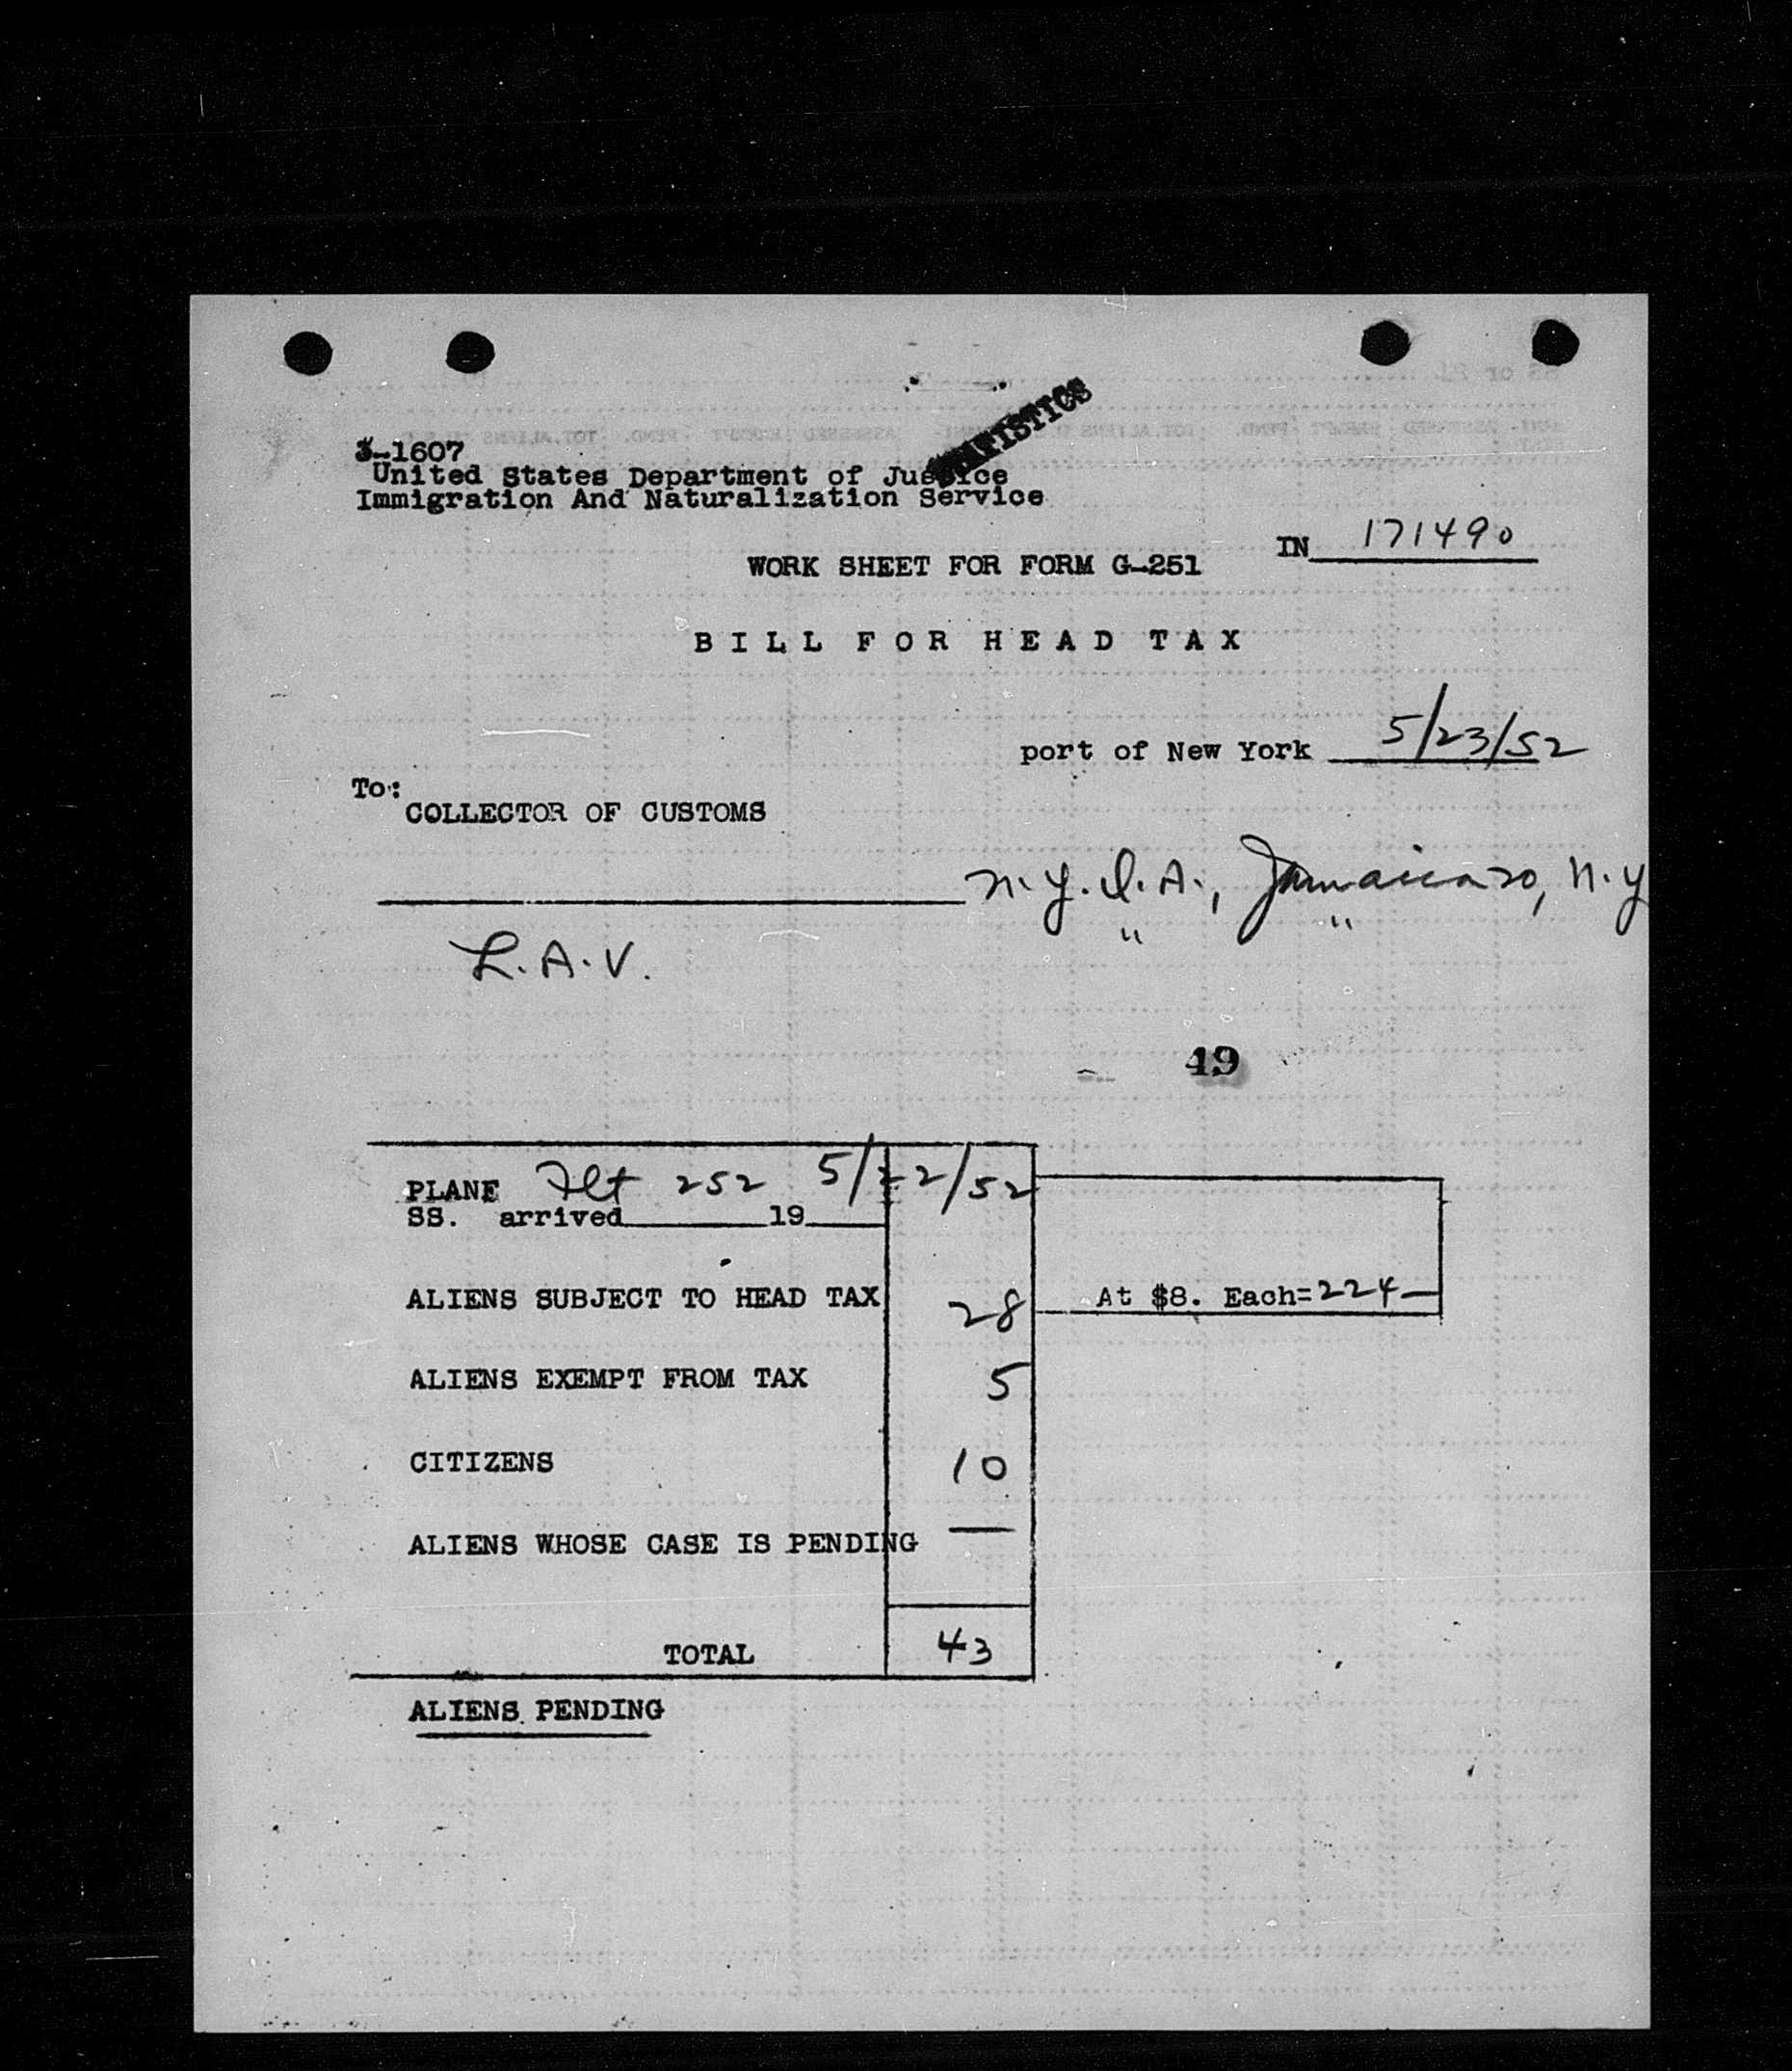 STATISTICS
3-1607
United States Department of Justice
Immigration And Naturalization Service
IN 171490
WORK SHEET FOR FORM G-251
BILL FOR HEAD TAX
port of New York 5/23/52
To:
COLLECTOR OF CUSTOMS
N.Y.I.A., Jamaica 20, N.Y
" "
L.A.V.
49
PLANE Flt 252 5/22/52
SS. arrived 19
ALIENS SUBJECT TO HEAD TAX 28 At $8. Each=224-
ALIENS EXEMPT FROM TAX 5
CITIZENS 10
ALIENS WHOSE CASE IS PENDING —
TOTAL 43
ALIENS PENDING